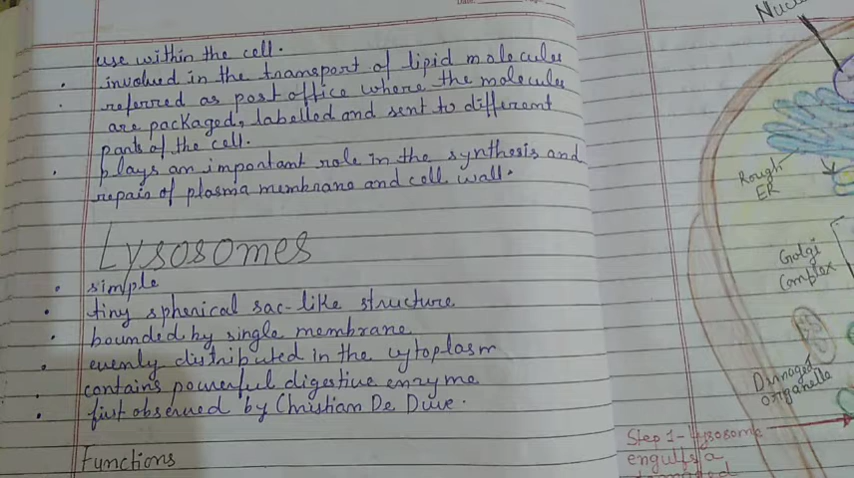 use within the cell.
• involved in the transport of lipid molecules
• referred as post office where the molecules
are packaged, labelled and sent to different
parts of the cell.
• plays an important role in the synthesis and
repair of plasma membrane and cell wall.
Lysosomes
• simple
• tiny spherical sac-like structure
• bounded by single membrane
• evenly distributed in the cytoplasm
• contains powerful digestive enzyme
• first observed by Christian De Duve.
Functions
Rough
ER
Golgi
Complex
Damaged
organelle
Step 1- lysosome
engulfs a